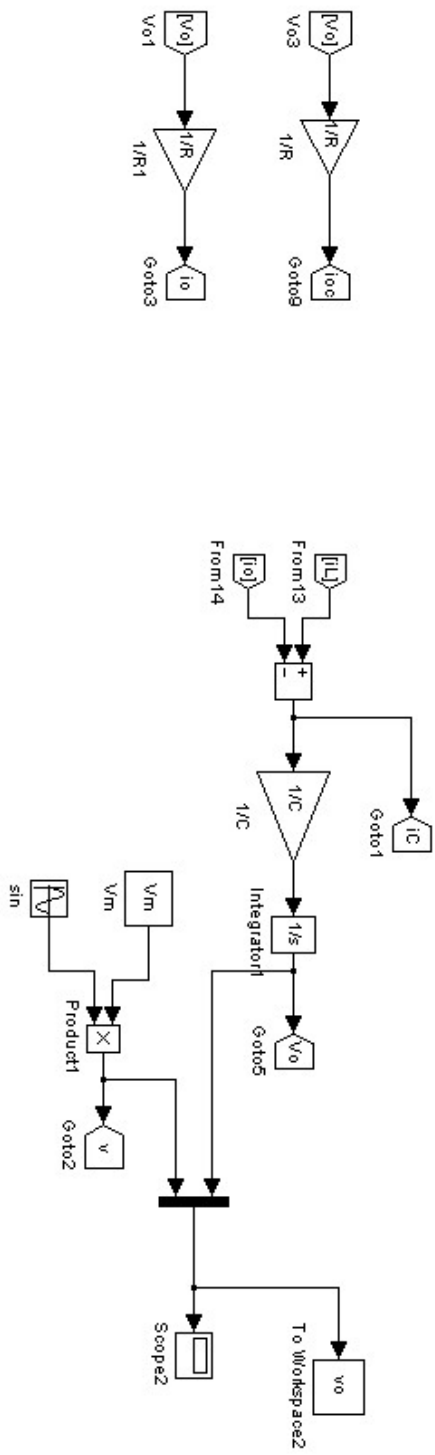 [Vo]
Vo3
1/R
1/R
ioc
Goto9
[Vo]
Vo1
1/R
1/R1
io
Goto3
[iL]
From13
[io]
From14
+
−
iC
Goto1
1/C
1/C
1/s
Integrator1
Vo
Goto5
Vm
Vm
sin
×
Product1
v
Goto2
vo
To Workspace2
Scope2